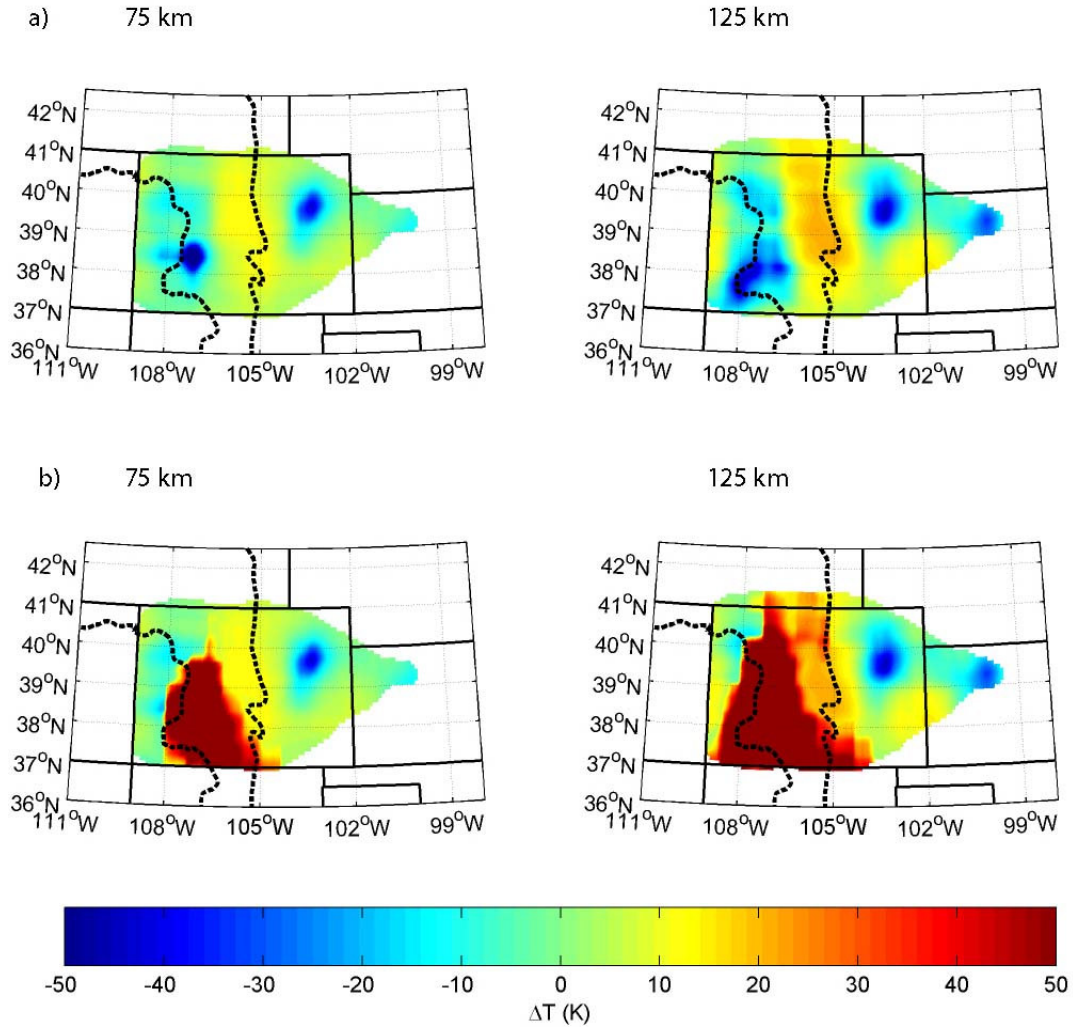 a) 75 km 125 km
42°N 42°N
41°N 41°N
40°N 40°N
39°N 39°N
38°N 38°N
37°N 37°N
36°N 36°N
111°W 108°W 105°W 102°W 99°W 111°W 108°W 105°W 102°W 99°W
b) 75 km 125 km
42°N 42°N
41°N 41°N
40°N 40°N
39°N 39°N
38°N 38°N
37°N 37°N
36°N 36°N
111°W 108°W 105°W 102°W 99°W 111°W 108°W 105°W 102°W 99°W
-50 -40 -30 -20 -10 0 10 20 30 40 50
ΔT (K)